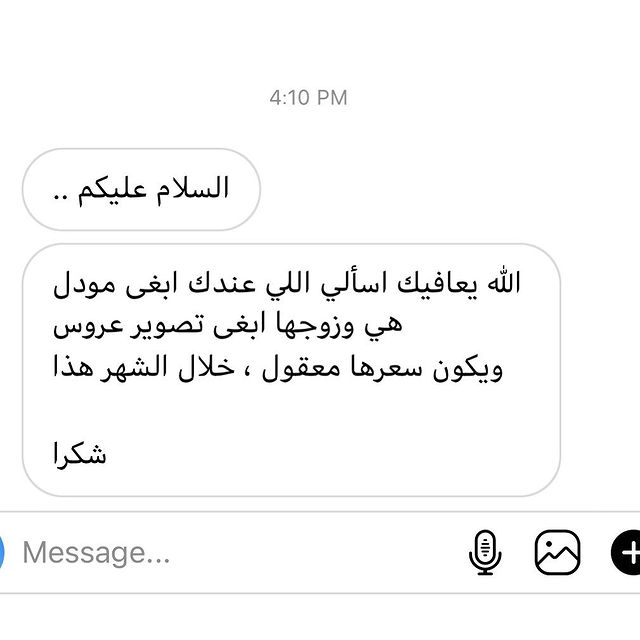 4:10 PM
السلام عليكم ..
الله يعافيك اسألي اللي عندك ابغى مودل
هي وزوجها ابغى تصوير عروس
ويكون سعرها معقول ، خلال الشهر هذا
شكرا
Message...